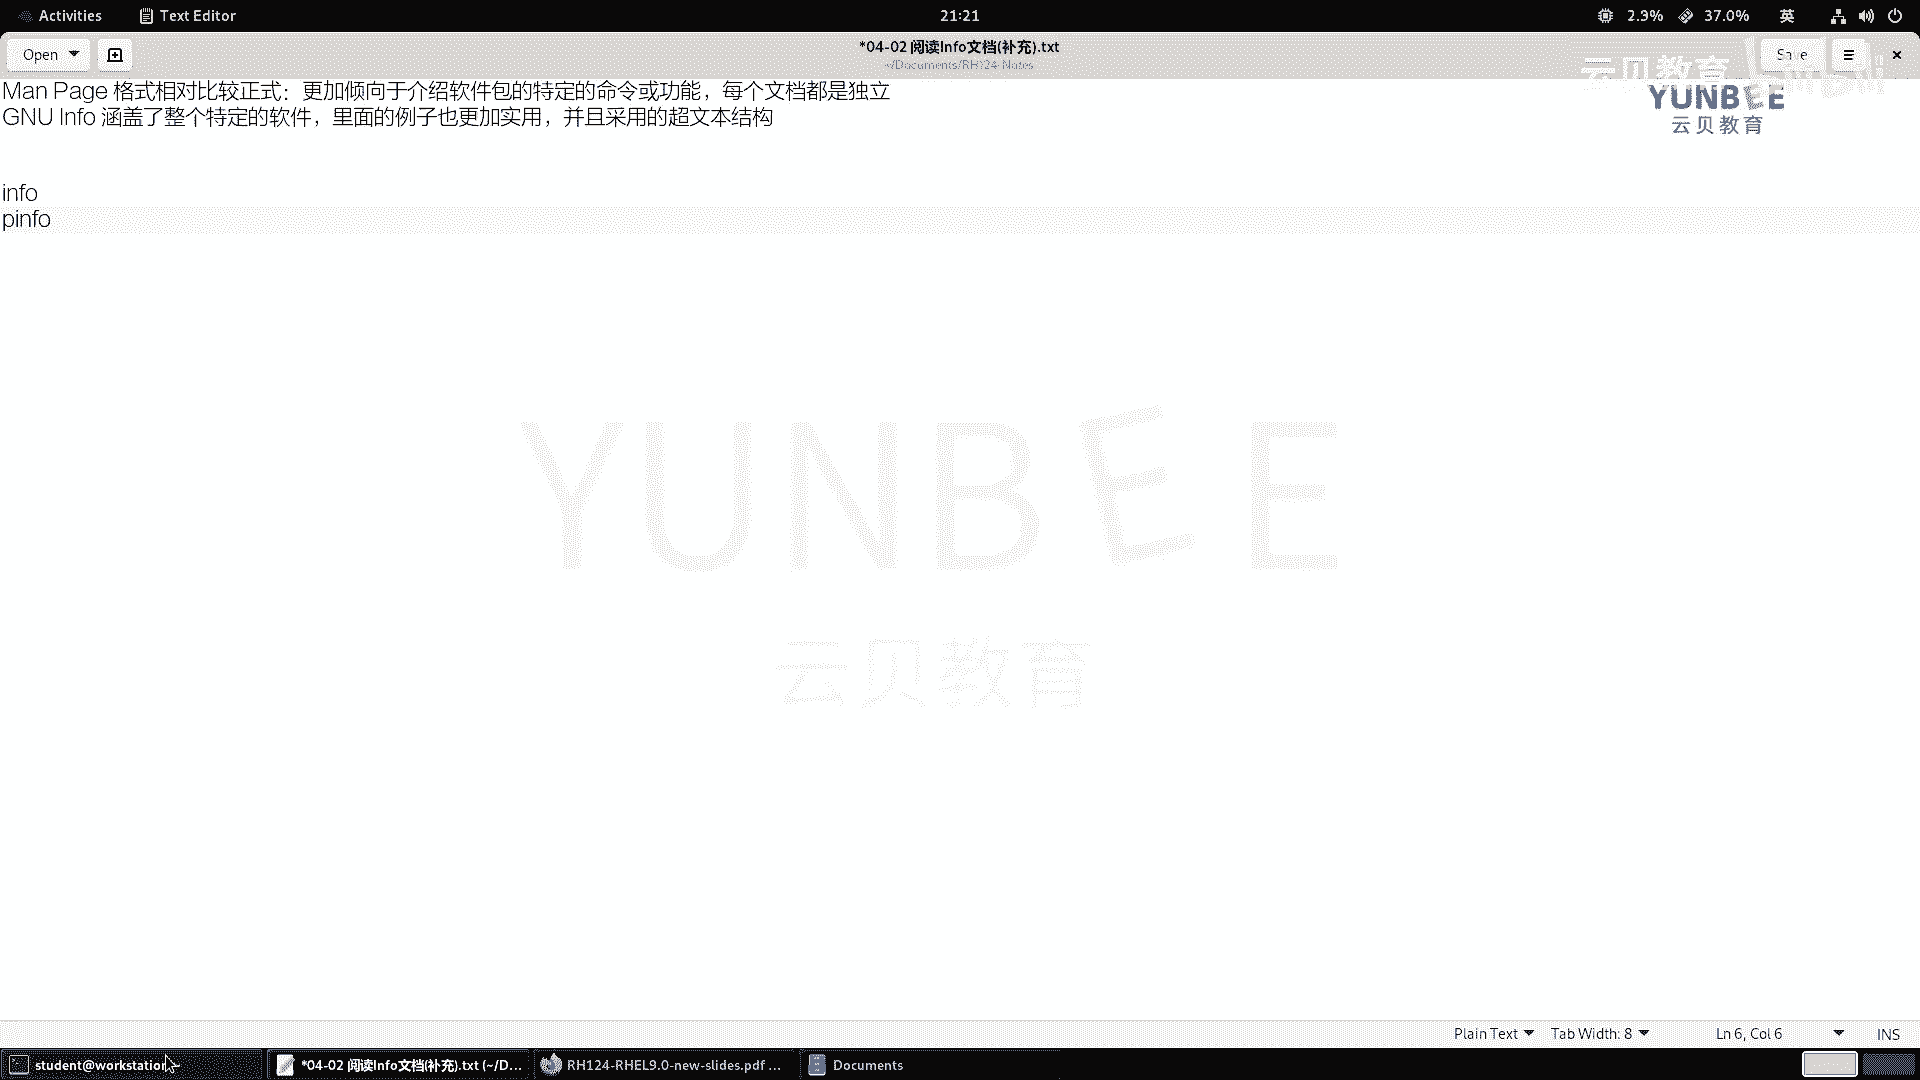 Activities
Text Editor
21:21
2.9%
37.0%
英
Open
*04-02 阅读Info文档(补充).txt
~/Documents/RH124-Notes
Save
云贝教育
YUNBEE
云贝教育
Man Page 格式相对比较正式：更加倾向于介绍软件包的特定的命令或功能，每个文档都是独立
GNU Info 涵盖了整个特定的软件，里面的例子也更加实用，并且采用的超文本结构
info
pinfo
YUNBEE
云贝教育
Plain Text
Tab Width: 8
Ln 6, Col 6
INS
student@workstation:~
*04-02 阅读Info文档(补充).txt (~/D...
RH124-RHEL9.0-new-slides.pdf ...
Documents